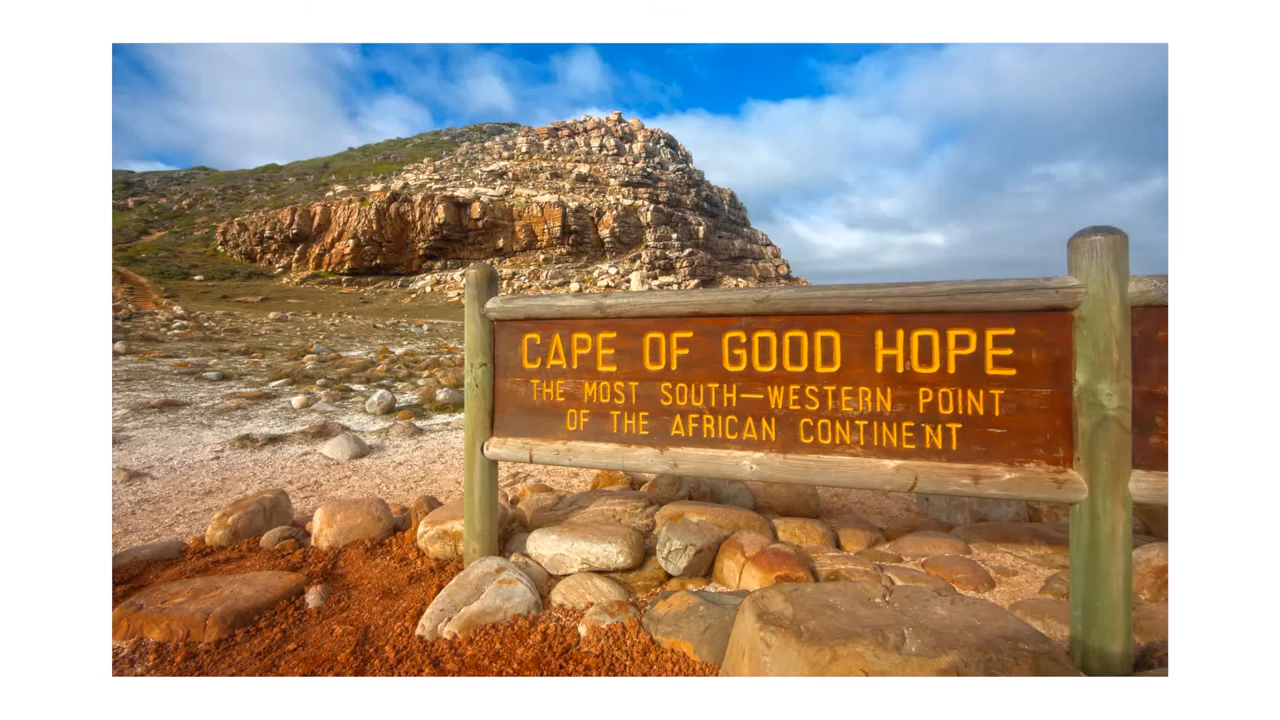 CAPE OF GOOD HOPE
THE MOST SOUTH-WESTERN POINT
OF THE AFRICAN CONTINENT